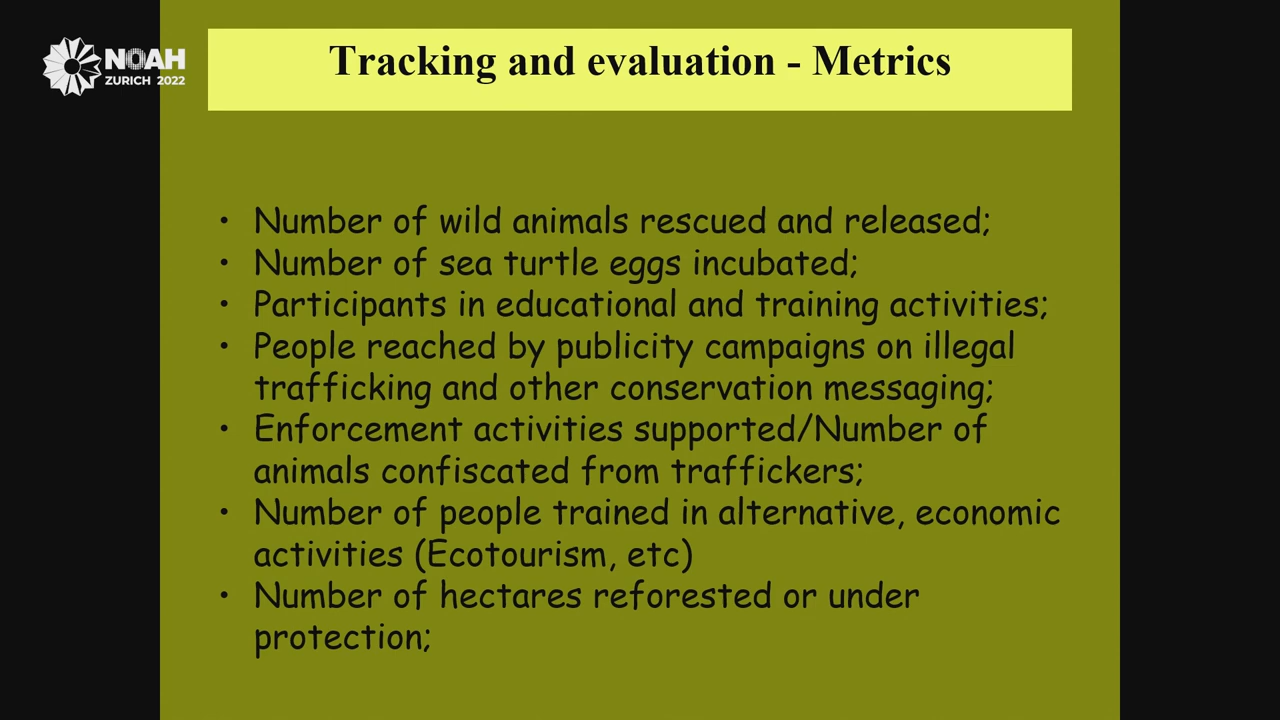 NOAH
ZURICH 2022
Tracking and evaluation - Metrics
• Number of wild animals rescued and released;
• Number of sea turtle eggs incubated;
• Participants in educational and training activities;
• People reached by publicity campaigns on illegal
trafficking and other conservation messaging;
• Enforcement activities supported/Number of
animals confiscated from traffickers;
• Number of people trained in alternative, economic
activities (Ecotourism, etc)
• Number of hectares reforested or under
protection;